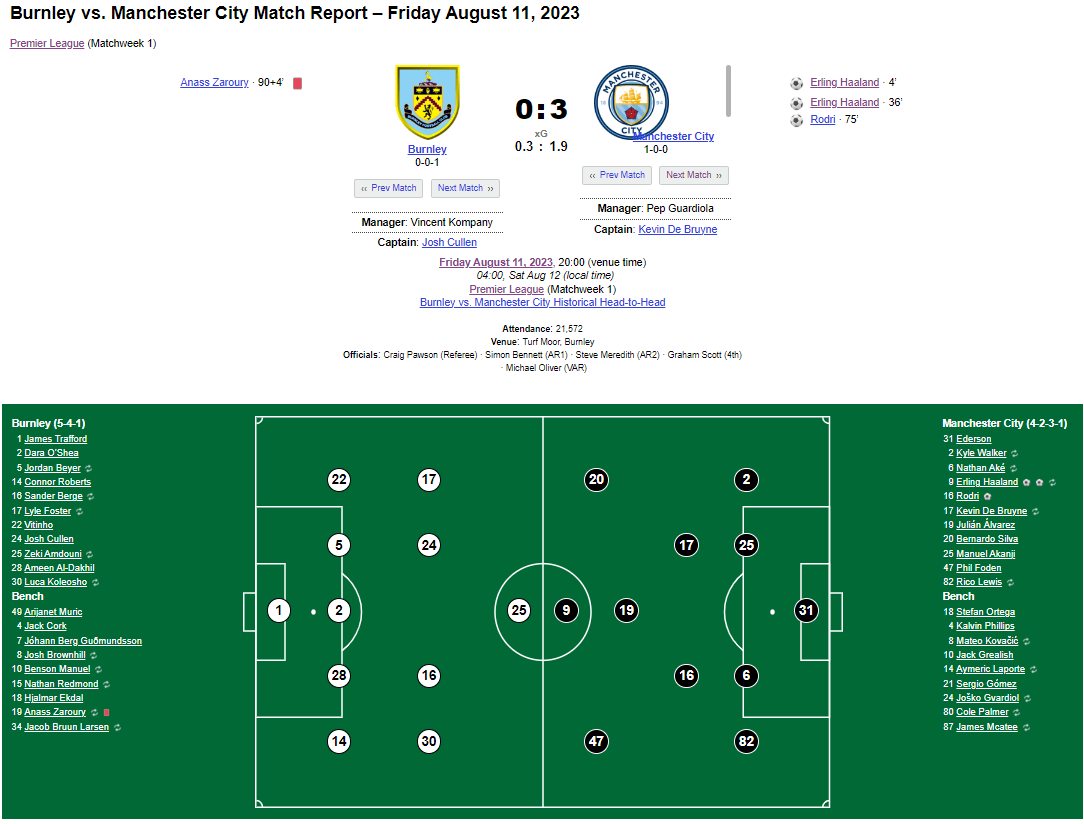 Burnley vs. Manchester City Match Report – Friday August 11, 2023
Premier League (Matchweek 1)
Anass Zaroury · 90+4’
Burnley
0-0-1
‹‹ Prev Match Next Match ››
Manager: Vincent Kompany
Captain: Josh Cullen
0:3
xG
0.3 : 1.9
MANCHESTER
18 94
CITY
Manchester City
1-0-0
‹‹ Prev Match Next Match ››
Manager: Pep Guardiola
Captain: Kevin De Bruyne
Erling Haaland · 4’
Erling Haaland · 36’
Rodri · 75’
Friday August 11, 2023, 20:00 (venue time)
04:00, Sat Aug 12 (local time)
Premier League (Matchweek 1)
Burnley vs. Manchester City Historical Head-to-Head
Attendance: 21,572
Venue: Turf Moor, Burnley
Officials: Craig Pawson (Referee) · Simon Bennett (AR1) · Steve Meredith (AR2) · Graham Scott (4th)
· Michael Oliver (VAR)
Burnley (5-4-1)
1 James Trafford
2 Dara O'Shea
5 Jordan Beyer
14 Connor Roberts
16 Sander Berge
17 Lyle Foster
22 Vitinho
24 Josh Cullen
25 Zeki Amdouni
28 Ameen Al-Dakhil
30 Luca Koleosho
Bench
49 Arijanet Muric
4 Jack Cork
7 Jóhann Berg Guðmundsson
8 Josh Brownhill
10 Benson Manuel
15 Nathan Redmond
18 Hjalmar Ekdal
19 Anass Zaroury
34 Jacob Bruun Larsen
22 17 20 2
5 24 17 25
1 2 25 9 19 31
28 16 16 6
14 30 47 82
Manchester City (4-2-3-1)
31 Ederson
2 Kyle Walker
6 Nathan Aké
9 Erling Haaland
16 Rodri
17 Kevin De Bruyne
19 Julián Álvarez
20 Bernardo Silva
25 Manuel Akanji
47 Phil Foden
82 Rico Lewis
Bench
18 Stefan Ortega
4 Kalvin Phillips
8 Mateo Kovačić
10 Jack Grealish
14 Aymeric Laporte
21 Sergio Gómez
24 Joško Gvardiol
80 Cole Palmer
87 James Mcatee